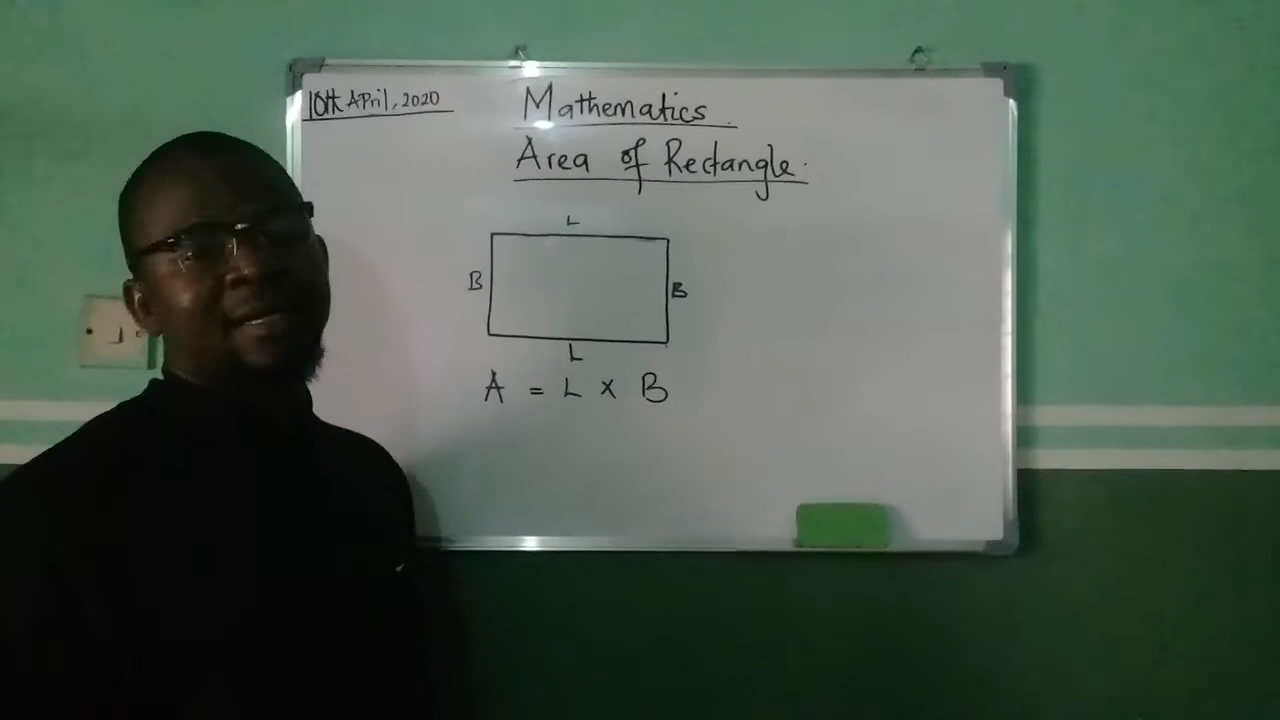 10th April, 2020
Mathematics.
Area of Rectangle.
L
B
B
L
A = L x B